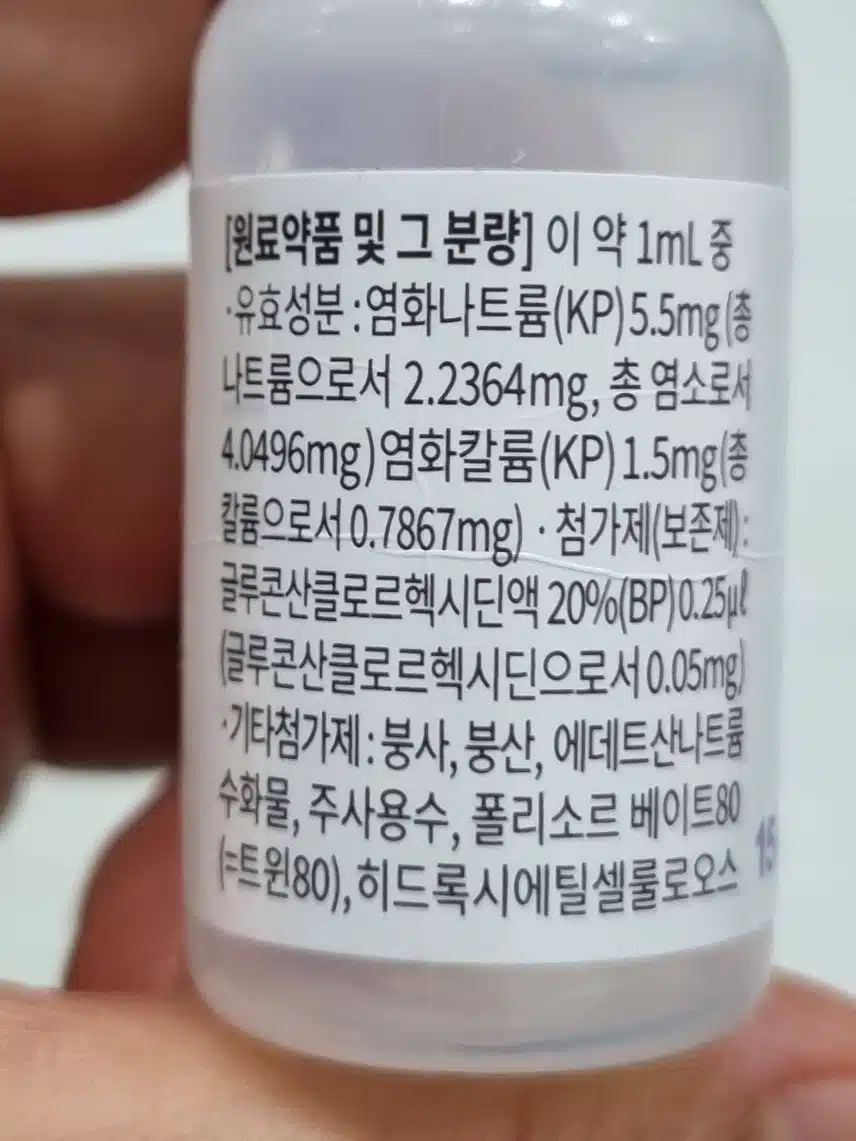 [원료약품 및 그 분량] 이 약 1mL 중
·유효성분 : 염화나트륨(KP) 5.5mg (총
나트륨으로서 2.2364mg, 총 염소로서
4.0496mg)염화칼륨(KP) 1.5mg(총
칼륨으로서 0.7867mg) · 첨가제(보존제) :
글루콘산클로르헥시딘액 20%(BP)0.25㎕
(글루콘산클로르헥시딘으로서 0.05mg)
·기타첨가제 : 붕사, 붕산, 에데트산나트륨
수화물, 주사용수, 폴리소르 베이트80
(=트윈80), 히드록시에틸셀룰로오스
15